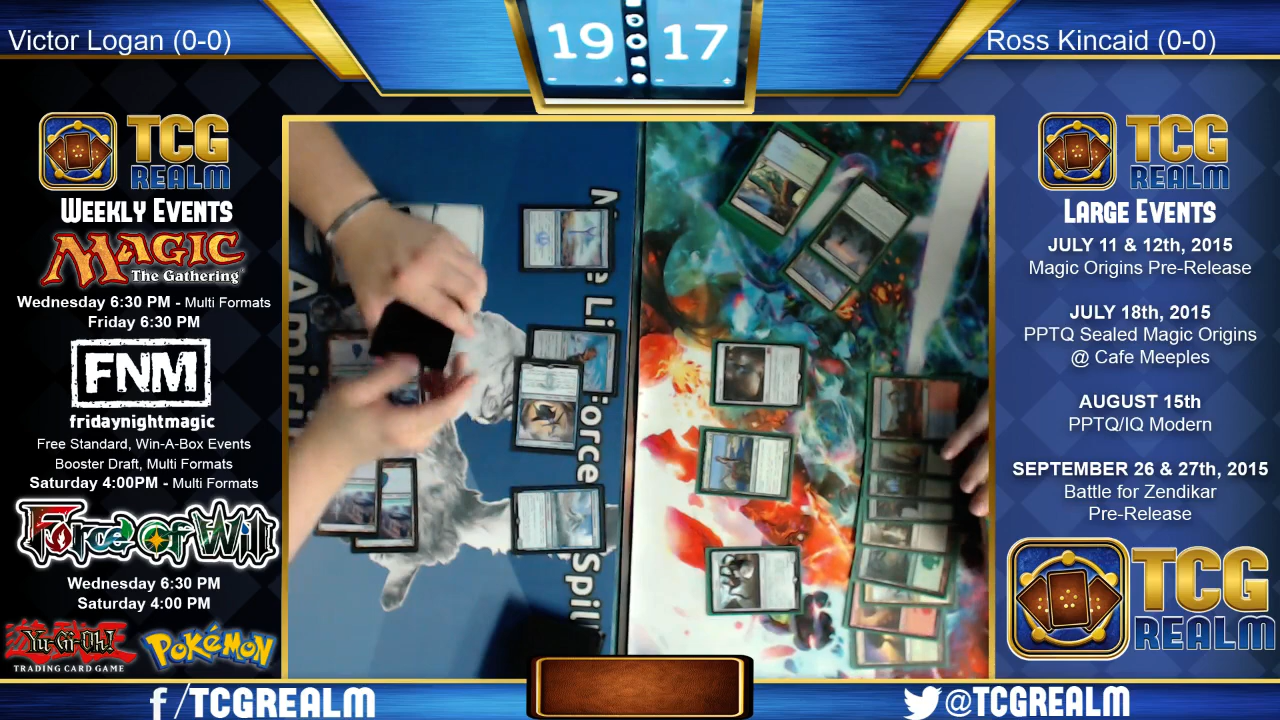 Victor Logan (0-0)
19 17
Ross Kincaid (0-0)
TCG
REALM
WEEKLY EVENTS
MAGIC
The Gathering
Wednesday 6:30 PM - Multi Formats
Friday 6:30 PM
FNM
fridaynightmagic
Free Standard, Win-A-Box Events
Booster Draft, Multi Formats
Saturday 4:00PM - Multi Formats
Force of Will
Wednesday 6:30 PM
Saturday 4:00 PM
Yu-Gi-Oh!
TRADING CARD GAME
POKéMON
f /TCGREALM
TCG
REALM
LARGE EVENTS
JULY 11 & 12th, 2015
Magic Origins Pre-Release
JULY 18th, 2015
PPTQ Sealed Magic Origins
@ Cafe Meeples
AUGUST 15th
PPTQ/IQ Modern
SEPTEMBER 26 & 27th, 2015
Battle for Zendikar
Pre-Release
TCG
REALM
@TCGREALM